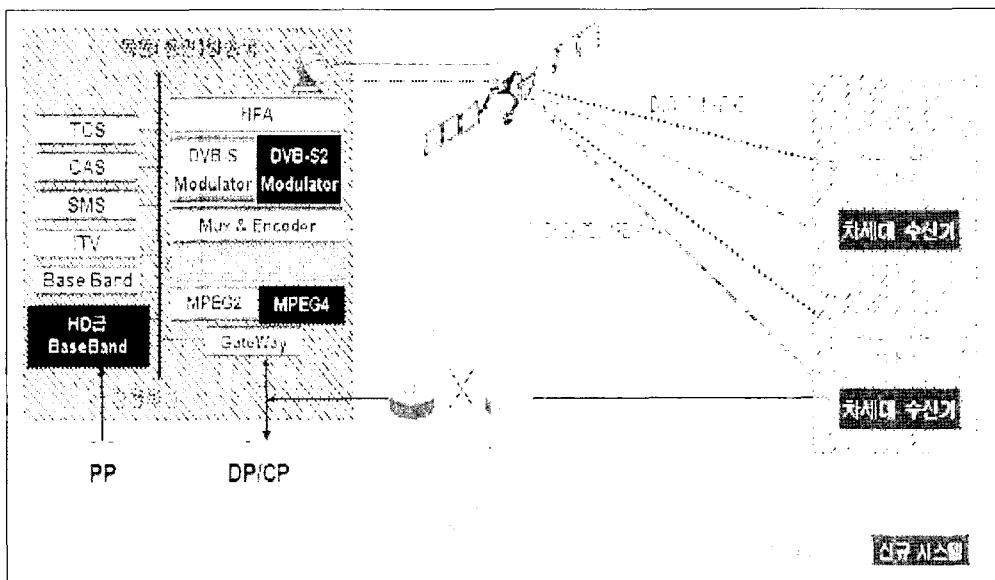 HPA
TCS
CAS
SMS
iTV
Base Band
HD급
BaseBand
DVB-S
Modulator
DVB-S2
Modulator
Mux & Encoder
MPEG2
MPEG4
GateWay
PP
DP/CP
차세대 수신기
차세대 수신기
신규 시스템